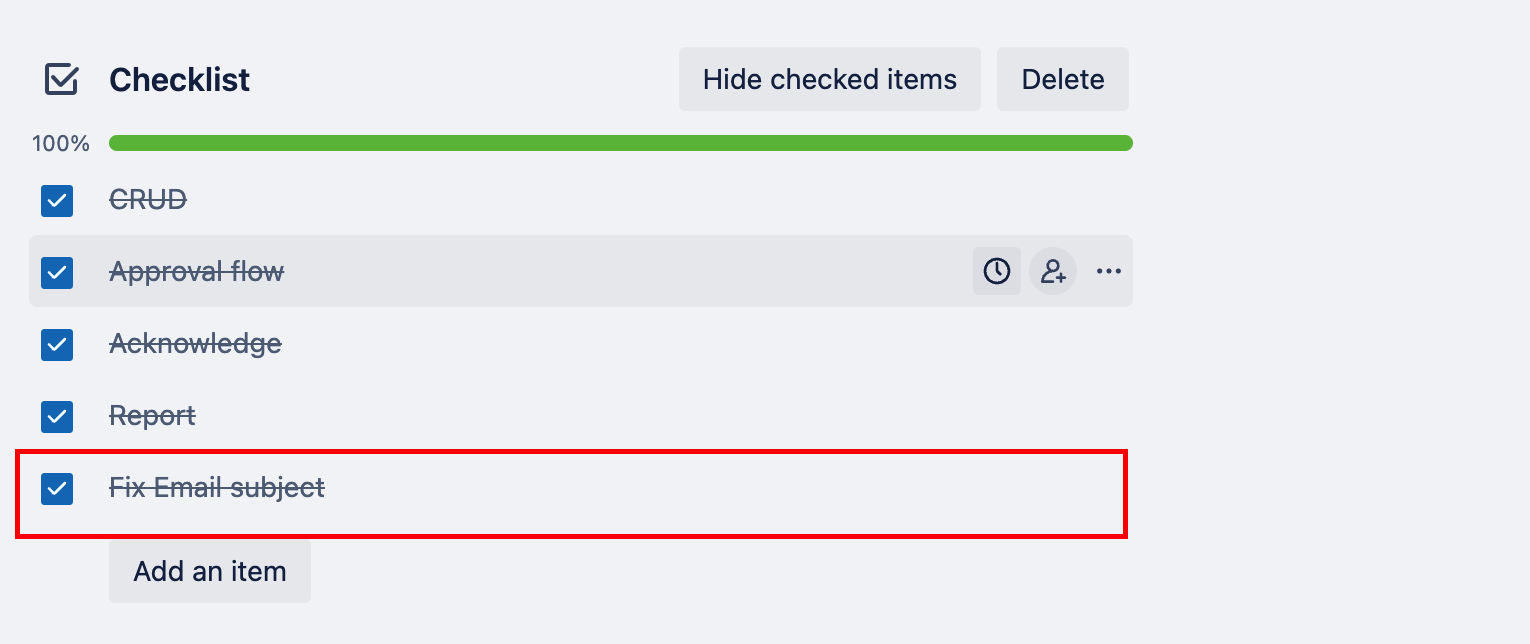 Checklist
Hide checked items
Delete
100%
CRUD
Approval flow
Acknowledge
Report
Fix Email subject
Add an item